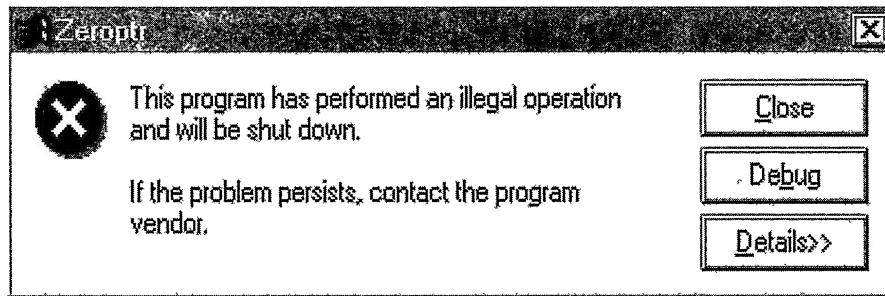 Zeroptr
This program has performed an illegal operation
and will be shut down.
If the problem persists, contact the program
vendor.
Close
Debug
Details>>